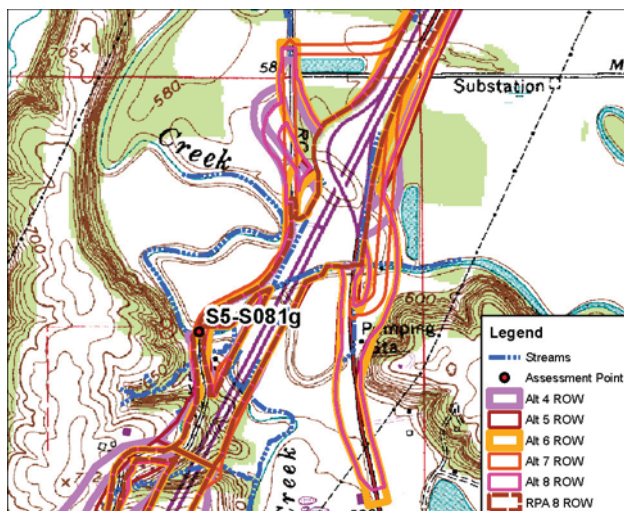 706
58
M
580
Substation
RD
Creek
700
S5-S081g
600
Pumping
Sta
650
Creek
Legend
Streams
Assessment Point
Alt 4 ROW
Alt 5 ROW
Alt 6 ROW
Alt 7 ROW
Alt 8 ROW
RPA 8 ROW